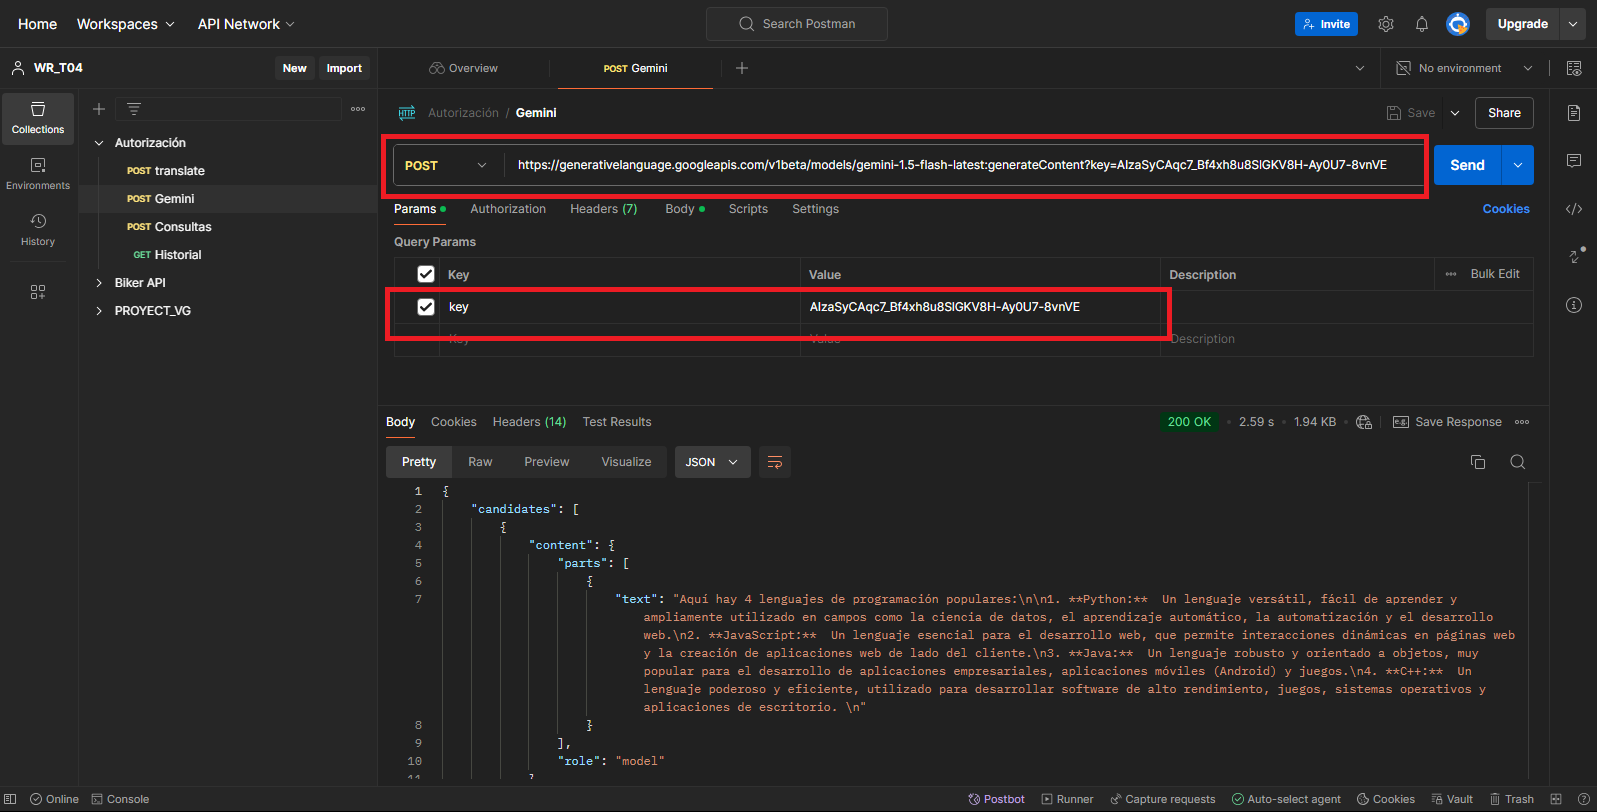 Home Workspaces API Network Search Postman Invite Upgrade
WR_T04 New Import Overview POST Gemini No environment
Collections
Environments
History
Autorización
POST translate
POST Gemini
POST Consultas
GET Historial
Biker API
PROYECT_VG
HTTP Autorización / Gemini Save Share
POST https://generativelanguage.googleapis.com/v1beta/models/gemini-1.5-flash-latest:generateContent?key=AIzaSyCAqc7_Bf4xh8u8SlGKV8H-Ay0U7-8vnVE Send
Params Authorization Headers (7) Body Scripts Settings Cookies
Query Params
Key Value Description Bulk Edit
key AIzaSyCAqc7_Bf4xh8u8SlGKV8H-Ay0U7-8vnVE
Key Value Description
Body Cookies Headers (14) Test Results 200 OK 2.59 s 1.94 KB e.g. Save Response
Pretty Raw Preview Visualize JSON
1 {
2 "candidates": [
3 {
4 "content": {
5 "parts": [
6 {
7 "text": "Aquí hay 4 lenguajes de programación populares:\n\n1. **Python:** Un lenguaje versátil, fácil de aprender y
ampliamente utilizado en campos como la ciencia de datos, el aprendizaje automático, la automatización y el desarrollo
web.\n2. **JavaScript:** Un lenguaje esencial para el desarrollo web, que permite interacciones dinámicas en páginas web
y la creación de aplicaciones web de lado del cliente.\n3. **Java:** Un lenguaje robusto y orientado a objetos, muy
popular para el desarrollo de aplicaciones empresariales, aplicaciones móviles (Android) y juegos.\n4. **C++:** Un
lenguaje poderoso y eficiente, utilizado para desarrollar software de alto rendimiento, juegos, sistemas operativos y
aplicaciones de escritorio. \n"
8 }
9 ],
10 "role": "model"
11 }
Online Console Postbot Runner Capture requests Auto-select agent Cookies Vault Trash